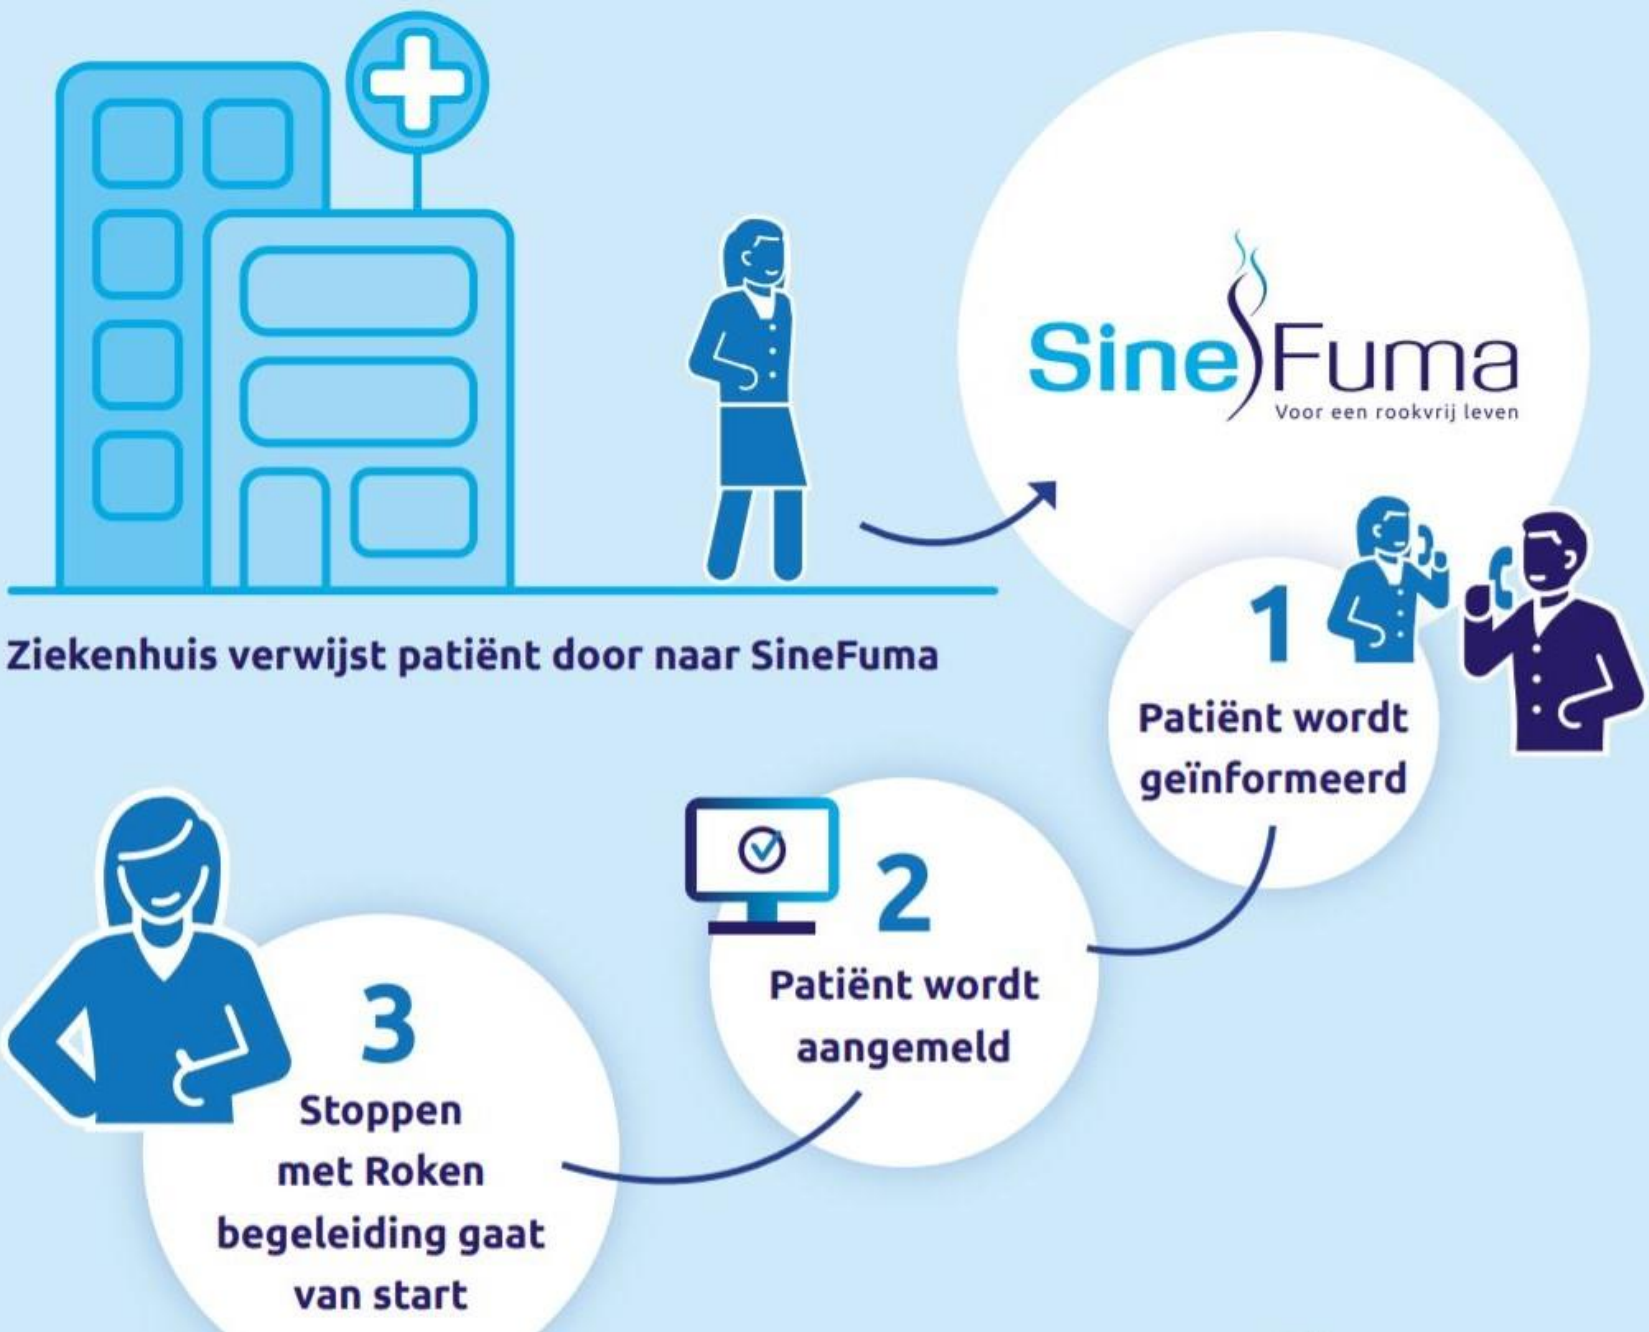 SineFuma
Voor een rookvrij leven
Ziekenhuis verwijst patiënt door naar SineFuma
1
Patiënt wordt
geïnformeerd
2
Patiënt wordt
aangemeld
3
Stoppen
met Roken
begeleiding gaat
van start